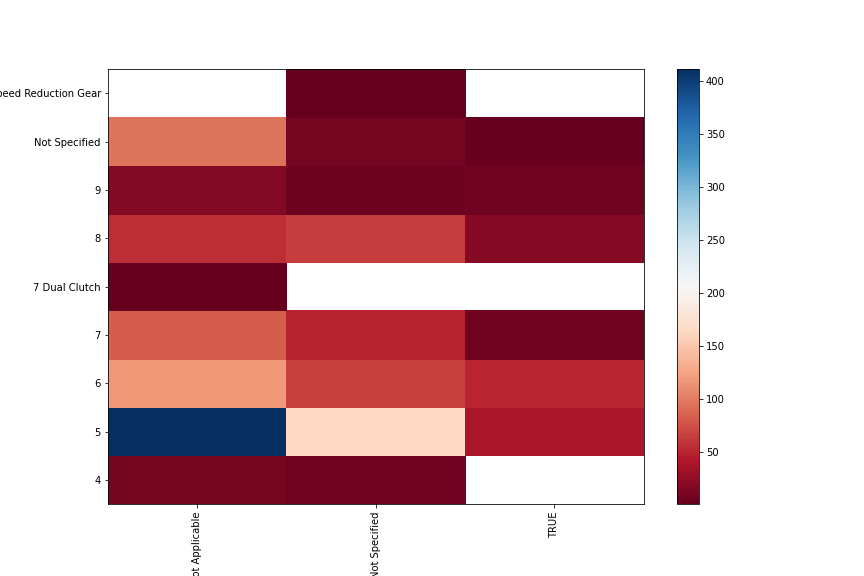 peed Reduction Gear
Not Specified
9
8
7 Dual Clutch
7
6
5
4
ot Applicable
Not Specified
TRUE
400
350
300
250
200
150
100
50